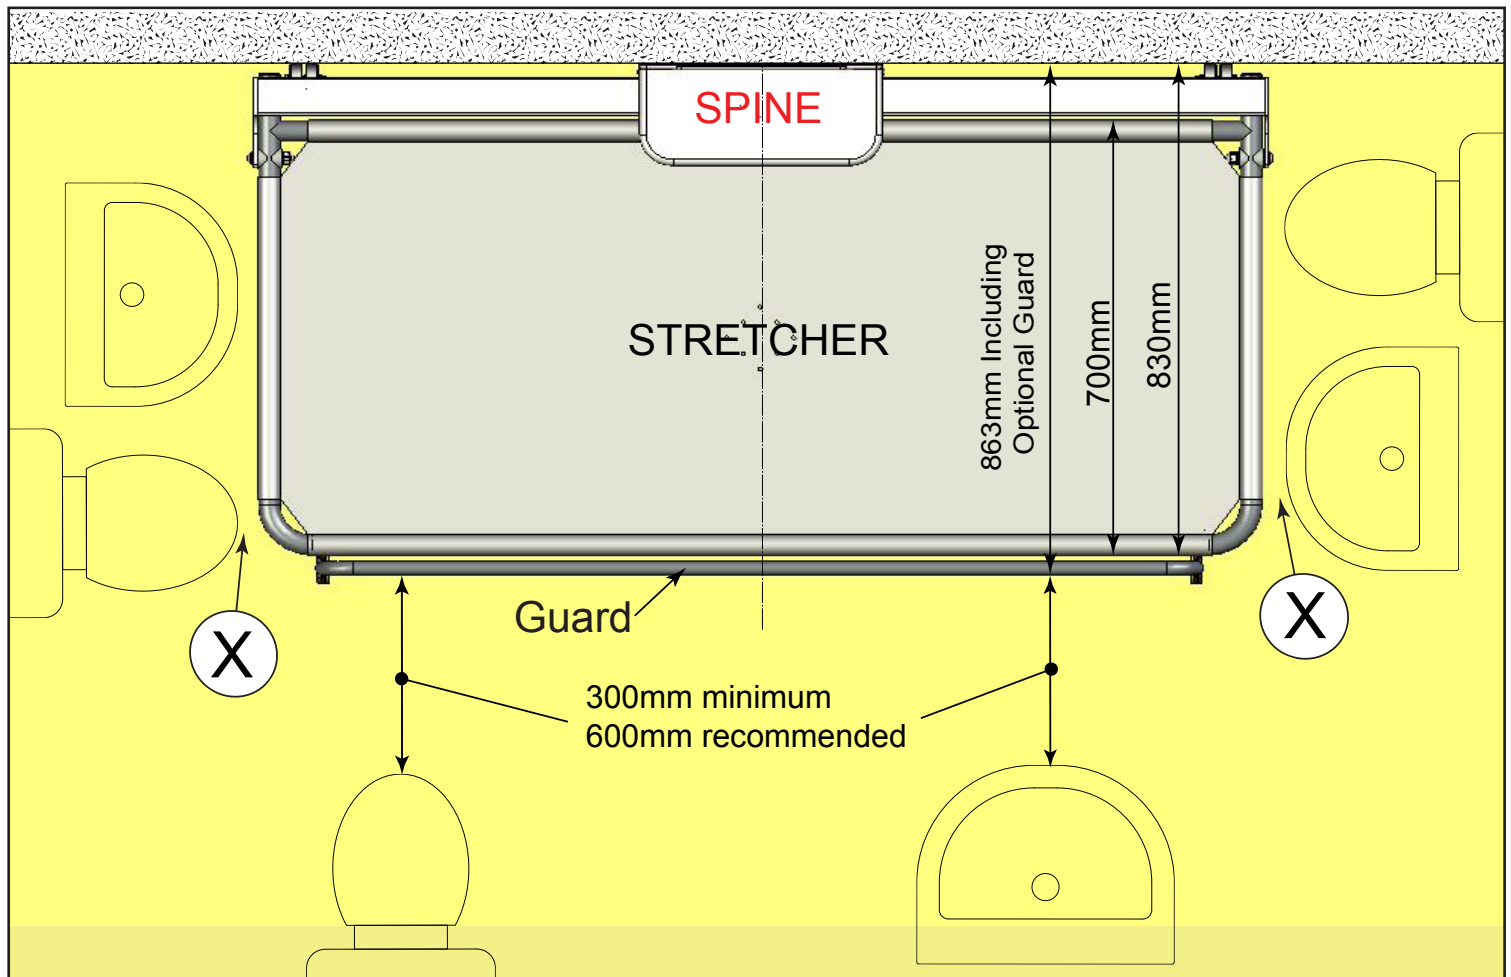 SPINE
STRETCHER
863mm Including
Optional Guard
700mm
830mm
Guard
X
X
300mm minimum
600mm recommended